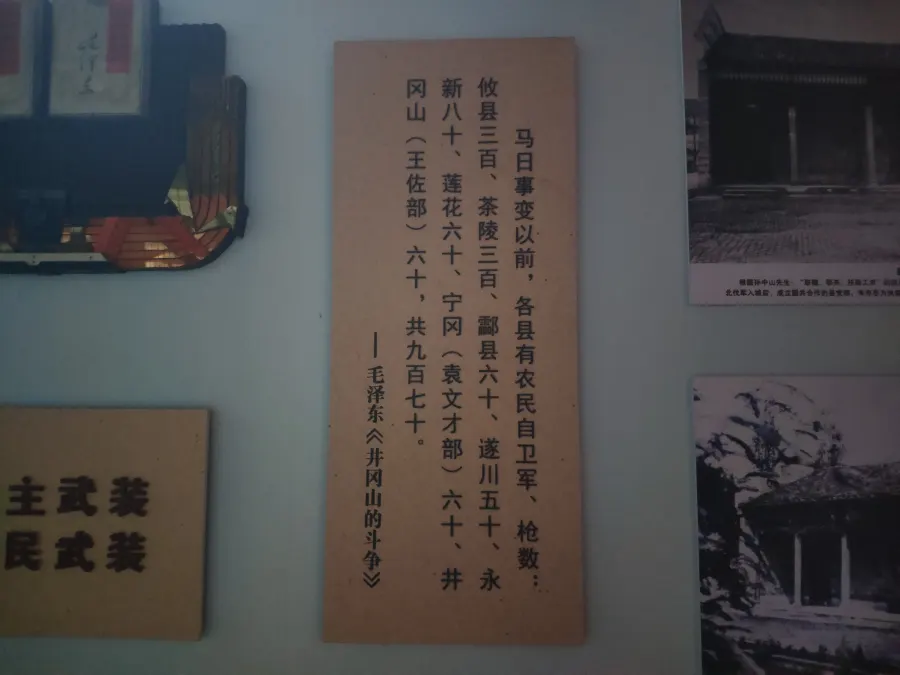 马日事变以前，各县有农民自卫军、枪数：
攸县三百、茶陵三百、酃县六十、遂川五十、永
新八十、莲花六十、宁冈（袁文才部）六十、井
冈山（王佐部）六十，共九百七十。
——毛泽东《井冈山的斗争》
主武装
民武装